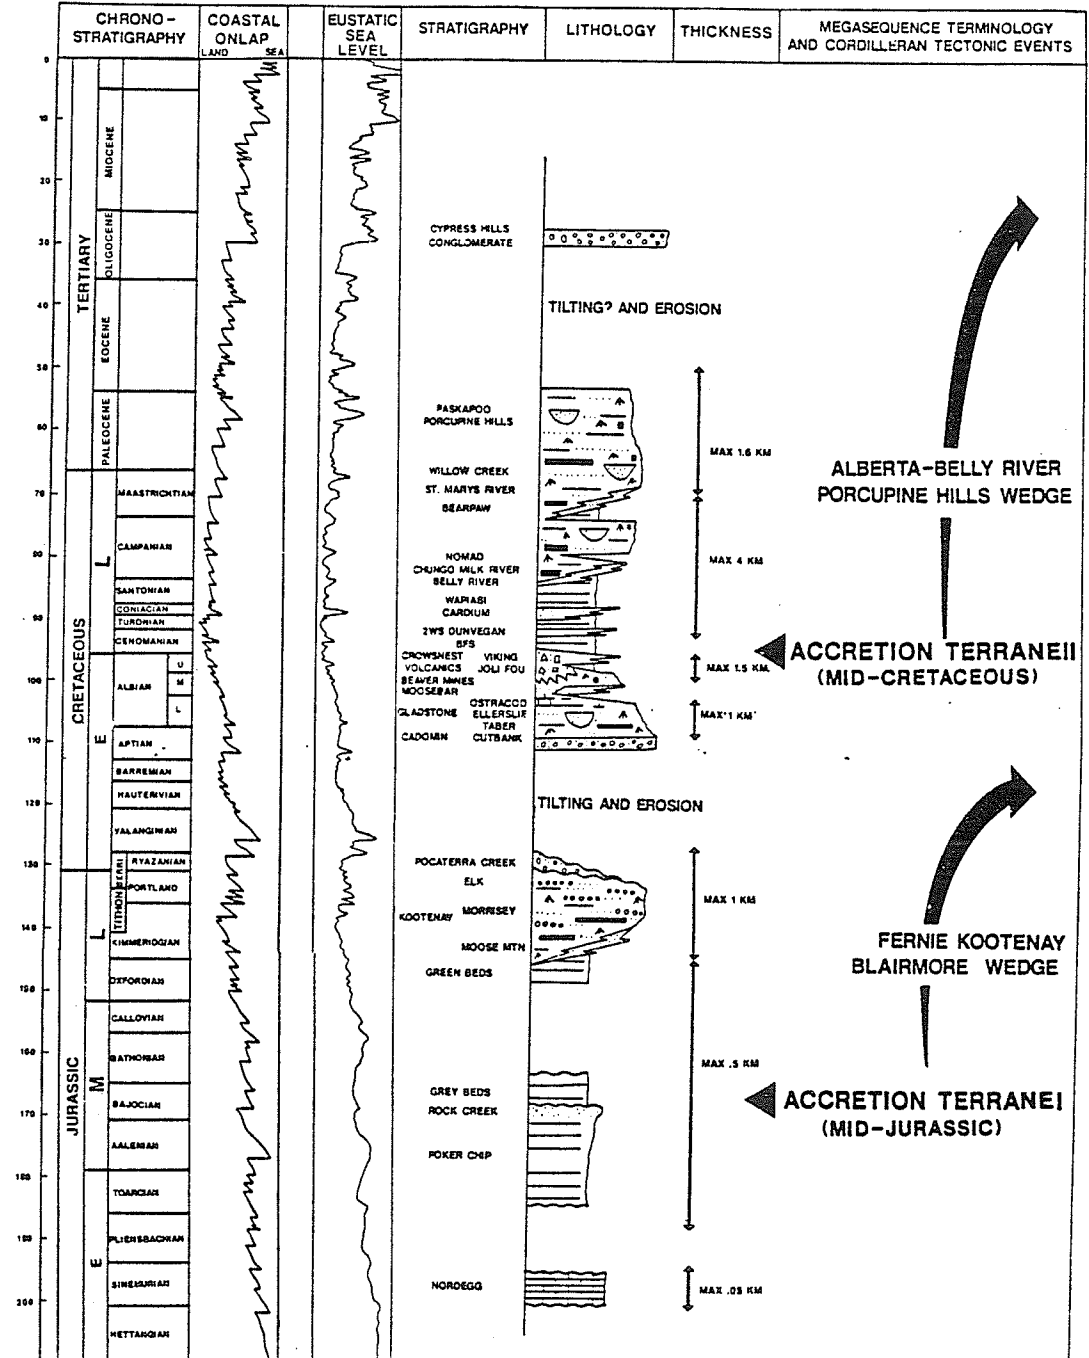 CHRONO-
STRATIGRAPHY
COASTAL
ONLAP
LAND SEA
EUSTATIC
SEA
LEVEL
STRATIGRAPHY
LITHOLOGY
THICKNESS
MEGASEQUENCE TERMINOLOGY
AND CORDILLERAN TECTONIC EVENTS
0
10
20
30
40
50
60
70
80
90
100
110
120
130
140
150
160
170
180
190
200
TERTIARY
CRETACEOUS
JURASSIC
MIOCENE
OLIGOCENE
EOCENE
PALEOCENE
L
E
L
M
E
MAASTRICHTIAN
CAMPANIAN
SANTONIAN
CONIACIAN
TURONIAN
CENOMANIAN
ALBIAN
U
M
L
APTIAN
BARREMIAN
HAUTERIVIAN
VALANGINIAN
BERRI
RYAZANIAN
TITHON
PORTLAND
KIMMERIDGIAN
OXFORDIAN
CALLOVIAN
BATHONIAN
BAJOCIAN
AALENIAN
TOARCIAN
PLIENSBACHIAN
SINEMURIAN
HETTANGIAN
CYPRESS HILLS
CONGLOMERATE
TILTING? AND EROSION
PASKAPOO
PORCUPINE HILLS
WILLOW CREEK
ST. MARYS RIVER
BEARPAW
NOMAD
CHUNGO MILK RIVER
BELLY RIVER
WAPIABI
CARDIUM
2WS DUNVEGAN
BFS
CROWSNEST VIKING
VOLCANICS JOLI FOU
BEAVER MINES
MOOSEBAR
OSTRACOD
GLADSTONE ELLERSLIE
TABER
CADOMIN CUTBANK
TILTING AND EROSION
POCATERRA CREEK
ELK
KOOTENAY MORRISEY
MOOSE MTN
GREEN BEDS
GREY BEDS
ROCK CREEK
POKER CHIP
NORDEGG
MAX 1.6 KM
MAX 4 KM
MAX 1.5 KM
MAX 1 KM
MAX 1 KM
MAX .5 KM
MAX .05 KM
ALBERTA-BELLY RIVER
PORCUPINE HILLS WEDGE
ACCRETION TERRANE II
(MID-CRETACEOUS)
FERNIE KOOTENAY
BLAIRMORE WEDGE
ACCRETION TERRANE I
(MID-JURASSIC)